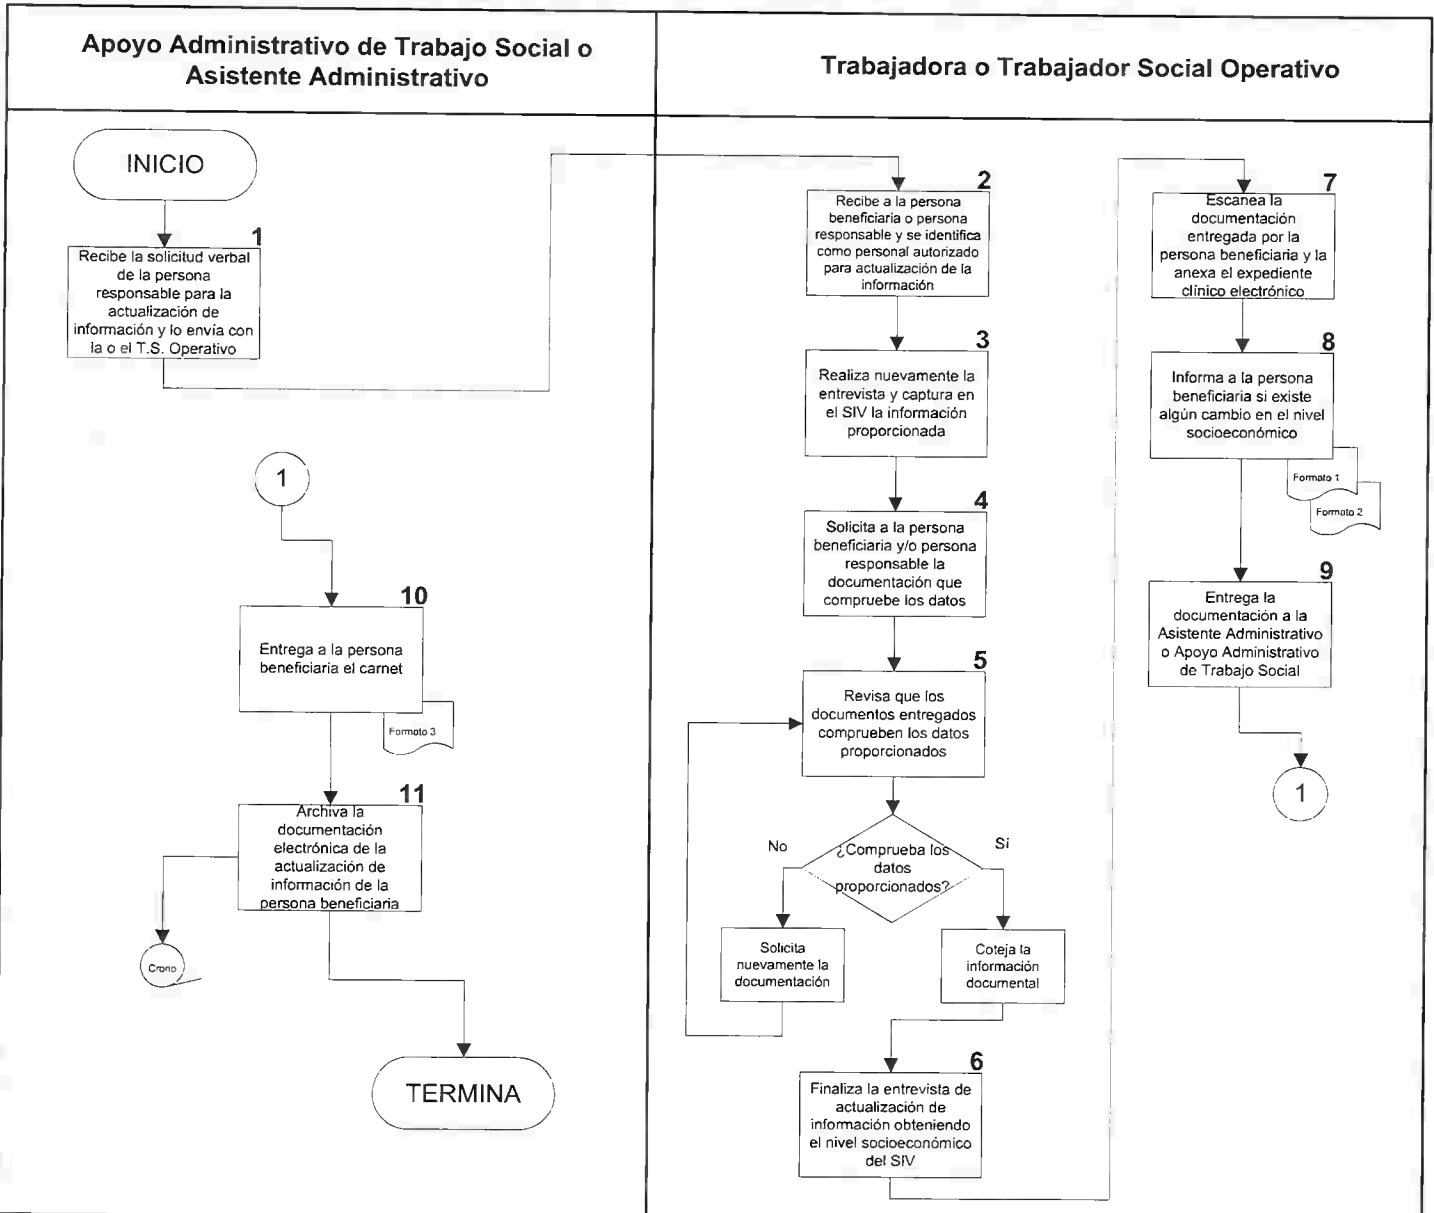 Apoyo Administrativo de Trabajo Social o
Asistente Administrativo
Trabajadora o Trabajador Social Operativo
INICIO
1
Recibe la solicitud verbal
de la persona
responsable para la
actualización de
información y lo envía con
la o el T.S. Operativo
1
10
Entrega a la persona
beneficiaria el carnet
Formato 3
11
Archiva la
documentación
electrónica de la
actualización de
información de la
persona beneficiaria
Crono
TERMINA
2
Recibe a la persona
beneficiaria o persona
responsable y se identifica
como personal autorizado
para actualización de la
información
3
Realiza nuevamente la
entrevista y captura en
el SIV la información
proporcionada
4
Solicita a la persona
beneficiaria y/o persona
responsable la
documentación que
compruebe los datos
5
Revisa que los
documentos entregados
comprueben los datos
proporcionados
¿Comprueba los
datos
proporcionados?
No
Sí
Solicita
nuevamente la
documentación
Coteja la
información
documental
6
Finaliza la entrevista de
actualización de
información obteniendo
el nivel socioeconómico
del SIV
7
Escanea la
documentación
entregada por la
persona beneficiaria y la
anexa el expediente
clínico electrónico
8
Informa a la persona
beneficiaria si existe
algún cambio en el nivel
socioeconómico
Formato 1
Formato 2
9
Entrega la
documentación a la
Asistente Administrativo
o Apoyo Administrativo
de Trabajo Social
1